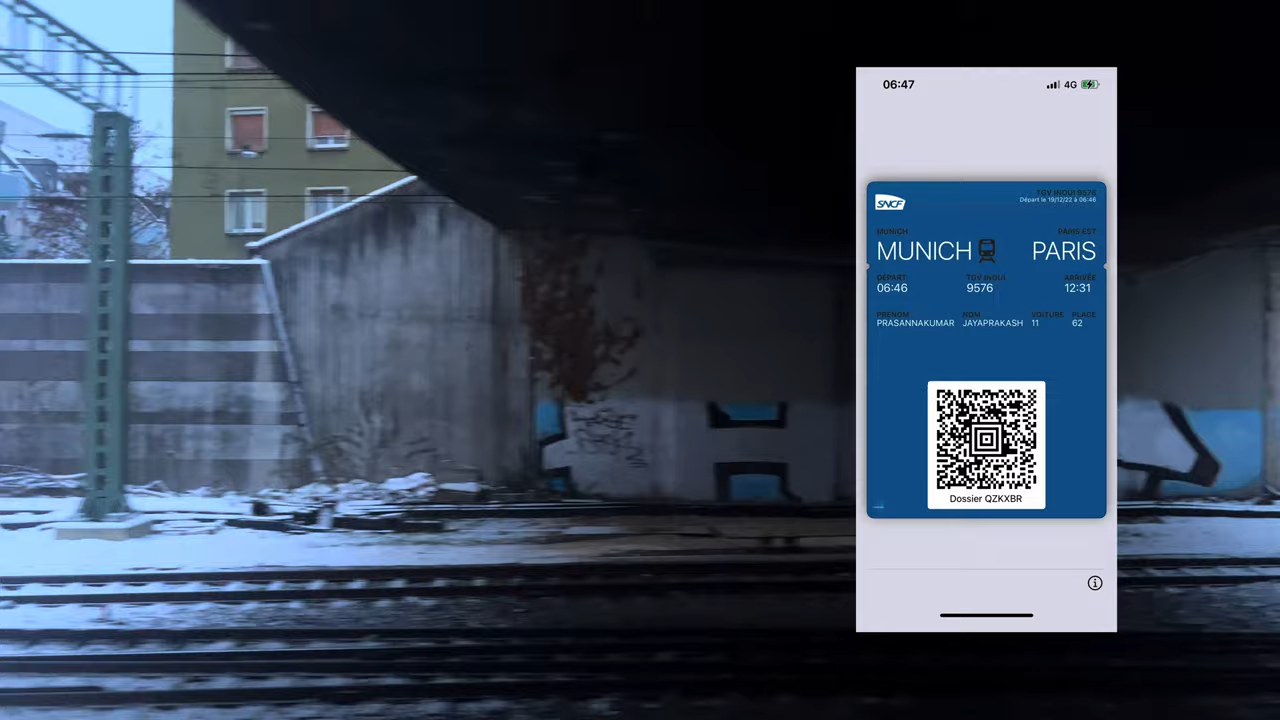 06:47
4G
SNCF
TGV INOUI 9576
Départ le 19/12/22 à 06:46
MUNICH PARIS EST
MUNICH PARIS
DÉPART TGV INOUI ARRIVÉE
06:46 9576 12:31
PRENOM NOM VOITURE PLACE
PRASANNAKUMAR JAYAPRAKASH 11 62
Dossier QZKXBR